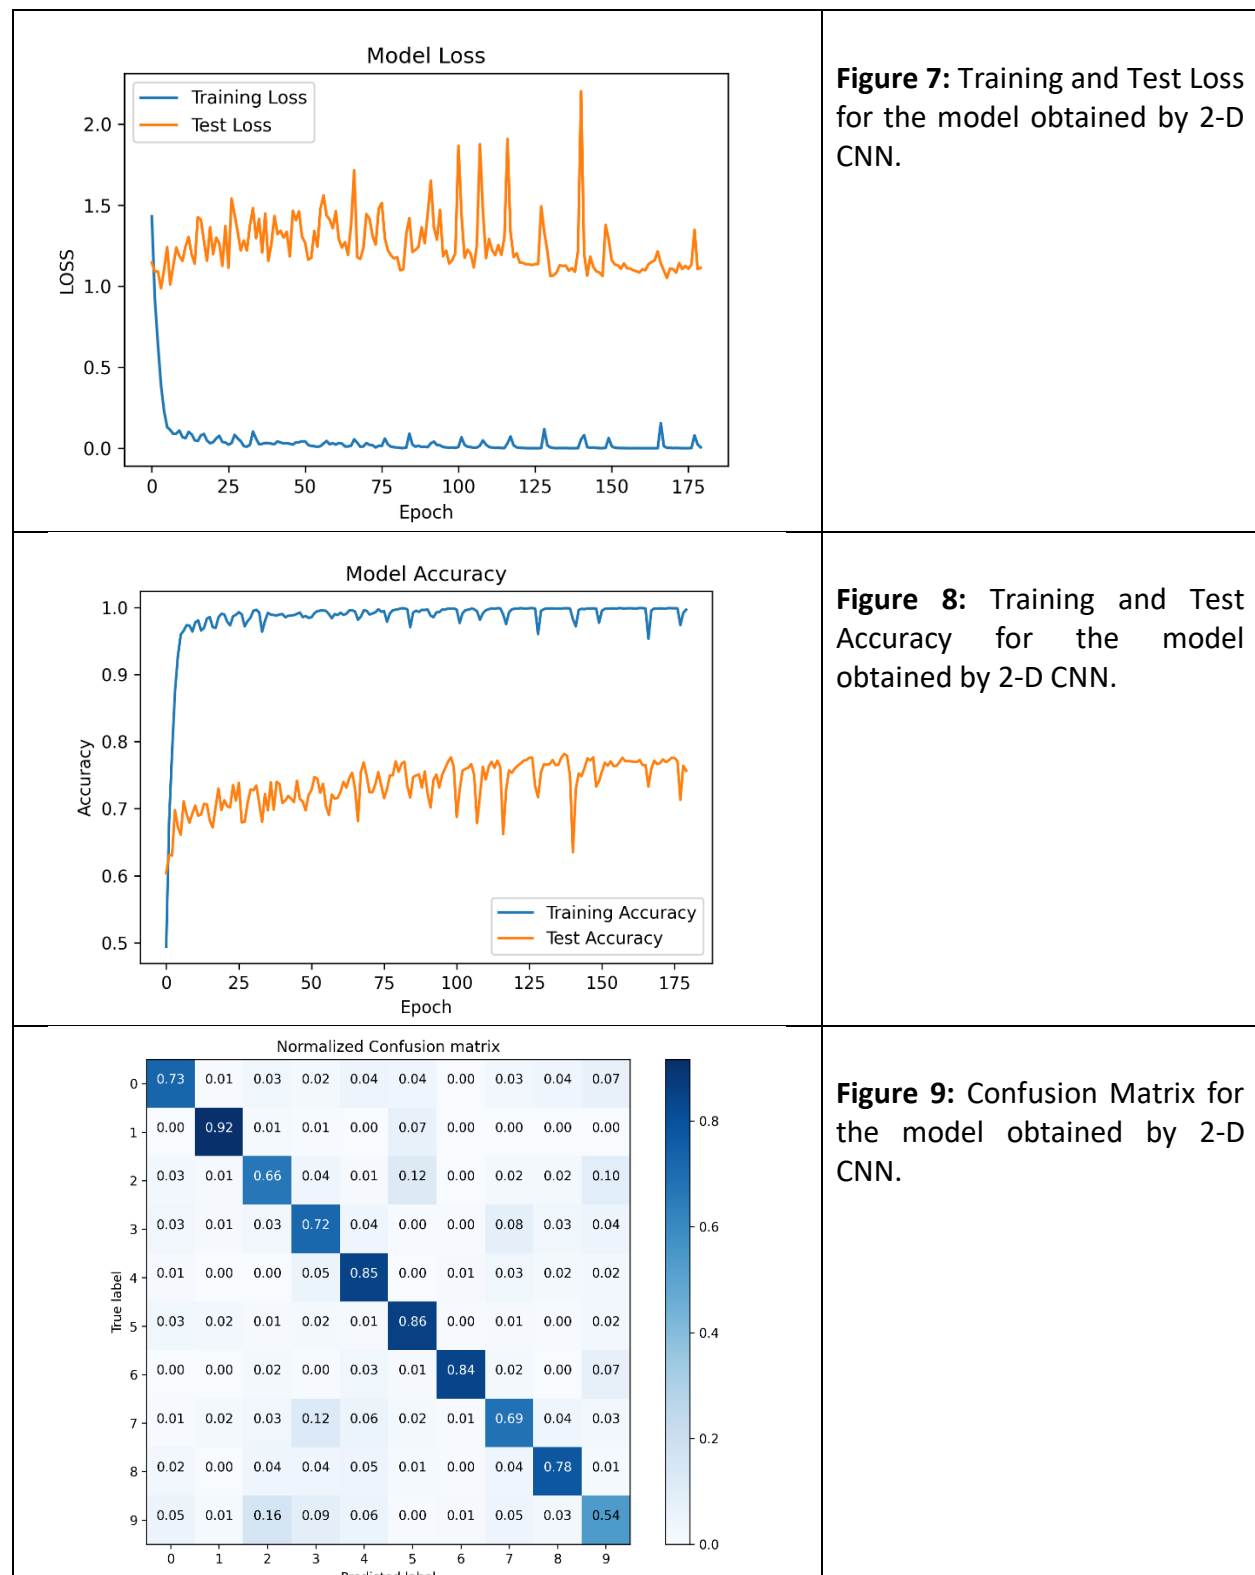 Model Loss
Training Loss
Test Loss
2.0
1.5
1.0
0.5
0.0
LOSS
0 25 50 75 100 125 150 175
Epoch
Figure 7: Training and Test Loss
for the model obtained by 2-D
CNN.
Model Accuracy
1.0
0.9
0.8
0.7
0.6
0.5
Accuracy
Training Accuracy
Test Accuracy
0 25 50 75 100 125 150 175
Epoch
Figure 8: Training and Test
Accuracy for the model
obtained by 2-D CNN.
Normalized Confusion matrix
0 0.73 0.01 0.03 0.02 0.04 0.04 0.00 0.03 0.04 0.07
1 0.00 0.92 0.01 0.01 0.00 0.07 0.00 0.00 0.00 0.00
2 0.03 0.01 0.66 0.04 0.01 0.12 0.00 0.02 0.02 0.10
3 0.03 0.01 0.03 0.72 0.04 0.00 0.00 0.08 0.03 0.04
4 0.01 0.00 0.00 0.05 0.85 0.00 0.01 0.03 0.02 0.02
5 0.03 0.02 0.01 0.02 0.01 0.86 0.00 0.01 0.00 0.02
6 0.00 0.00 0.02 0.00 0.03 0.01 0.84 0.02 0.00 0.07
7 0.01 0.02 0.03 0.12 0.06 0.02 0.01 0.69 0.04 0.03
8 0.02 0.00 0.04 0.04 0.05 0.01 0.00 0.04 0.78 0.01
9 0.05 0.01 0.16 0.09 0.06 0.00 0.01 0.05 0.03 0.54
True label
0 1 2 3 4 5 6 7 8 9
Predicted label
0.8
0.6
0.4
0.2
0.0
Figure 9: Confusion Matrix for
the model obtained by 2-D
CNN.